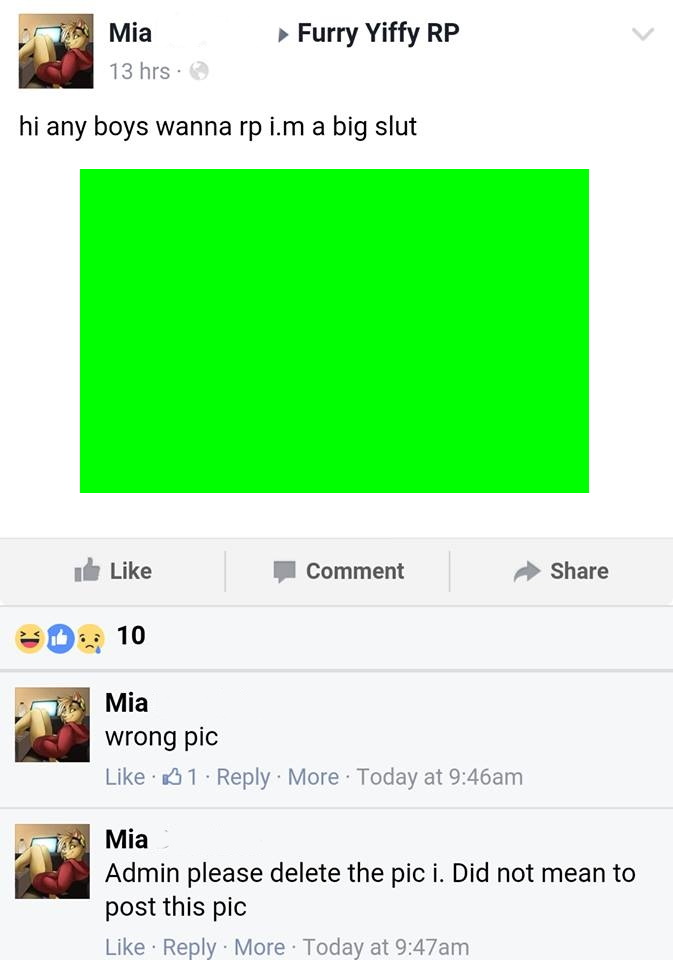 Mia ▸ Furry Yiffy RP
13 hrs ·
hi any boys wanna rp i.m a big slut
Like Comment Share
10
Mia
wrong pic
Like · 1 · Reply · More · Today at 9:46am
Mia
Admin please delete the pic i. Did not mean to
post this pic
Like · Reply · More · Today at 9:47am